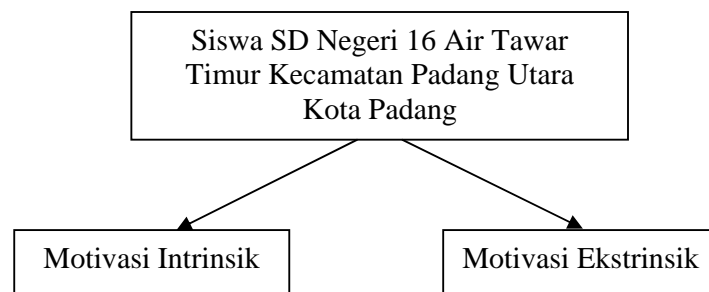 Siswa SD Negeri 16 Air Tawar
Timur Kecamatan Padang Utara
Kota Padang
Motivasi Intrinsik
Motivasi Ekstrinsik